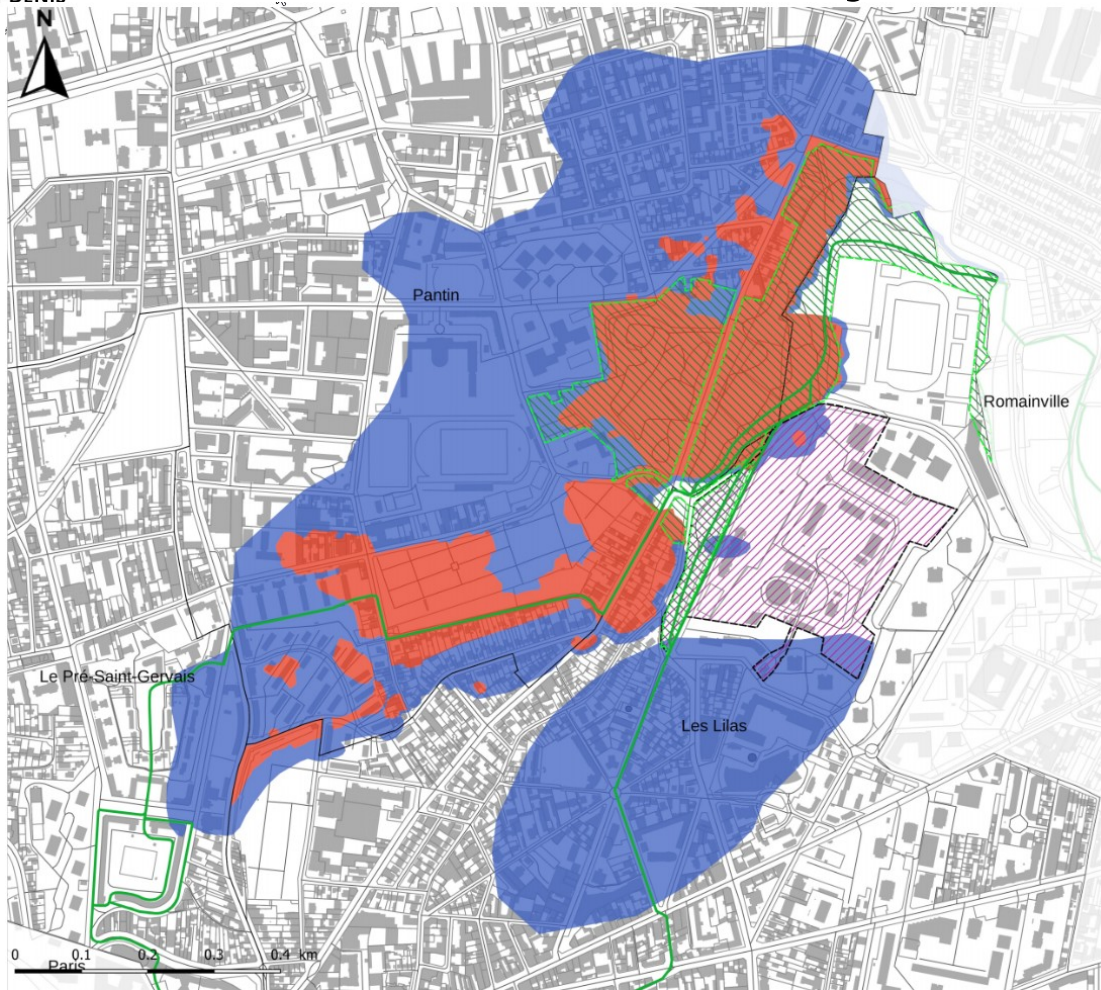 N
Pantin
Romainville
Le Pré-Saint-Gervais
Les Lilas
0 0.1 0.2 0.3 0.4 km
Paris